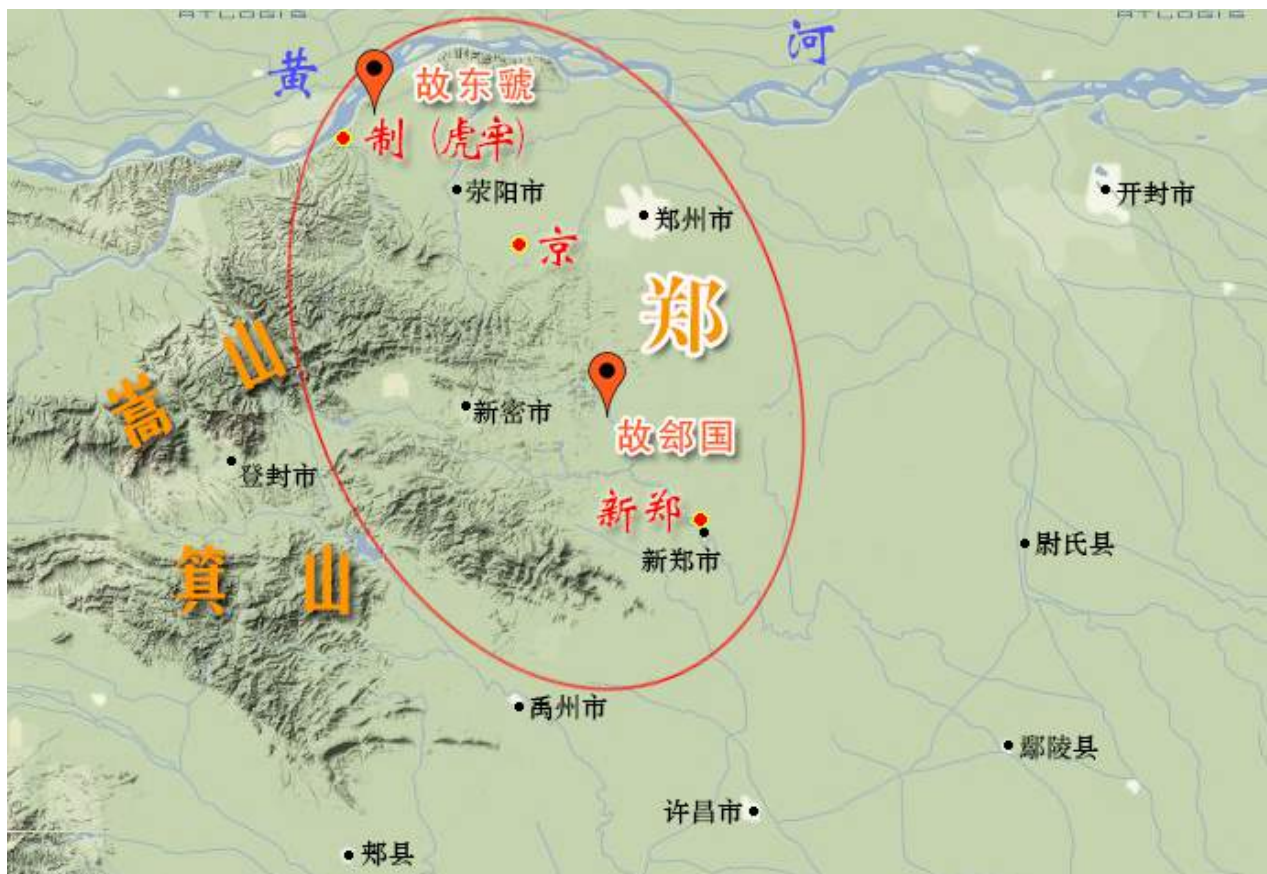 黄
河
故东虢
制（虎牢）
荥阳市
郑州市
开封市
京
郑
嵩山
新密市
故郐国
登封市
新郑
新郑市
尉氏县
箕山
禹州市
鄢陵县
许昌市
郏县